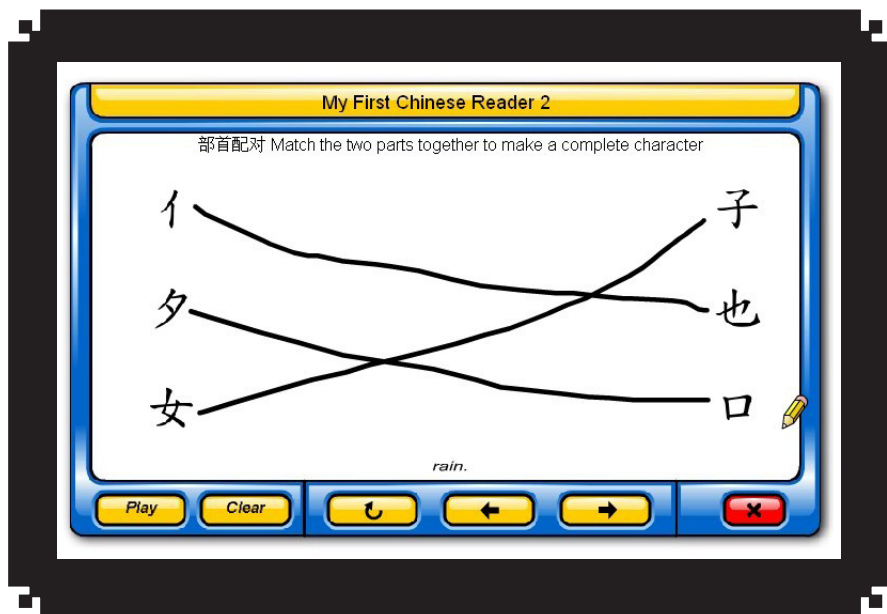 My First Chinese Reader 2
部首配对 Match the two parts together to make a complete character
亻 子
夕 也
女 口
rain.
Play Clear